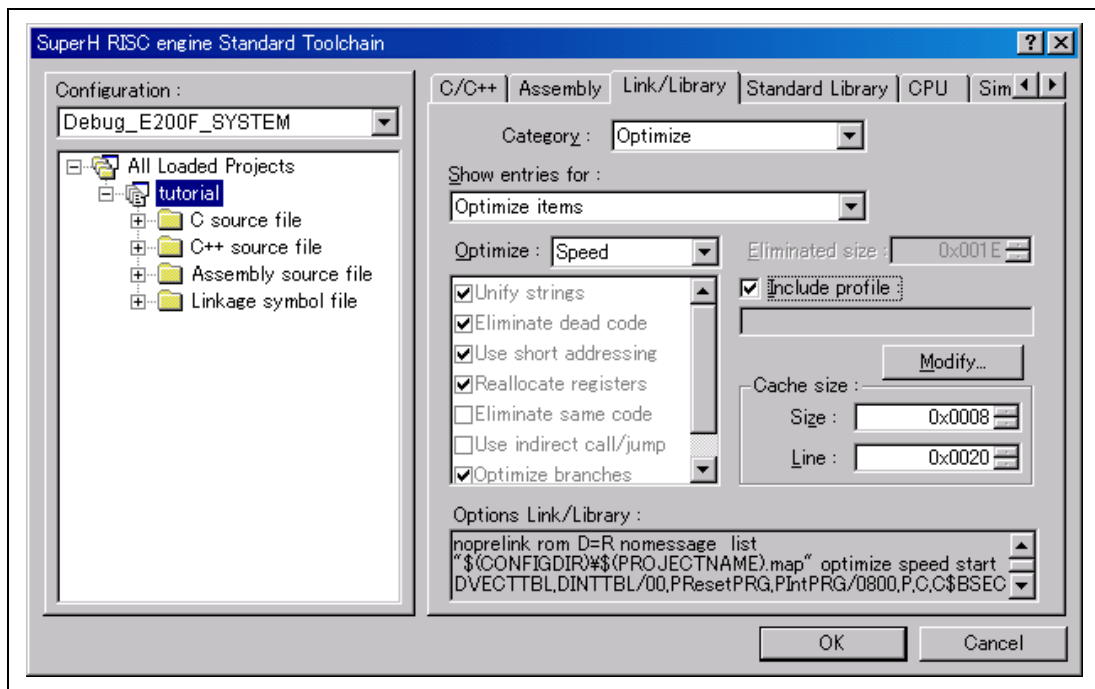 SuperH RISC engine Standard Toolchain
Configuration :
Debug_E200F_SYSTEM
All Loaded Projects
tutorial
C source file
C++ source file
Assembly source file
Linkage symbol file
C/C++ Assembly Link/Library Standard Library CPU Sim
Category : Optimize
Show entries for :
Optimize items
Optimize : Speed
Eliminated size : 0x001E
Unify strings
Eliminate dead code
Use short addressing
Reallocate registers
Eliminate same code
Use indirect call/jump
Optimize branches
Include profile :
Modify...
Cache size :
Size : 0x0008
Line : 0x0020
Options Link/Library :
noprelink rom D=R nomessage list
"$(CONFIGDIR)¥$(PROJECTNAME).map" optimize speed start
DVECTTBL,DINTTBL/00,PResetPRG,PIntPRG/0800,P,C,C$BSEC
OK Cancel